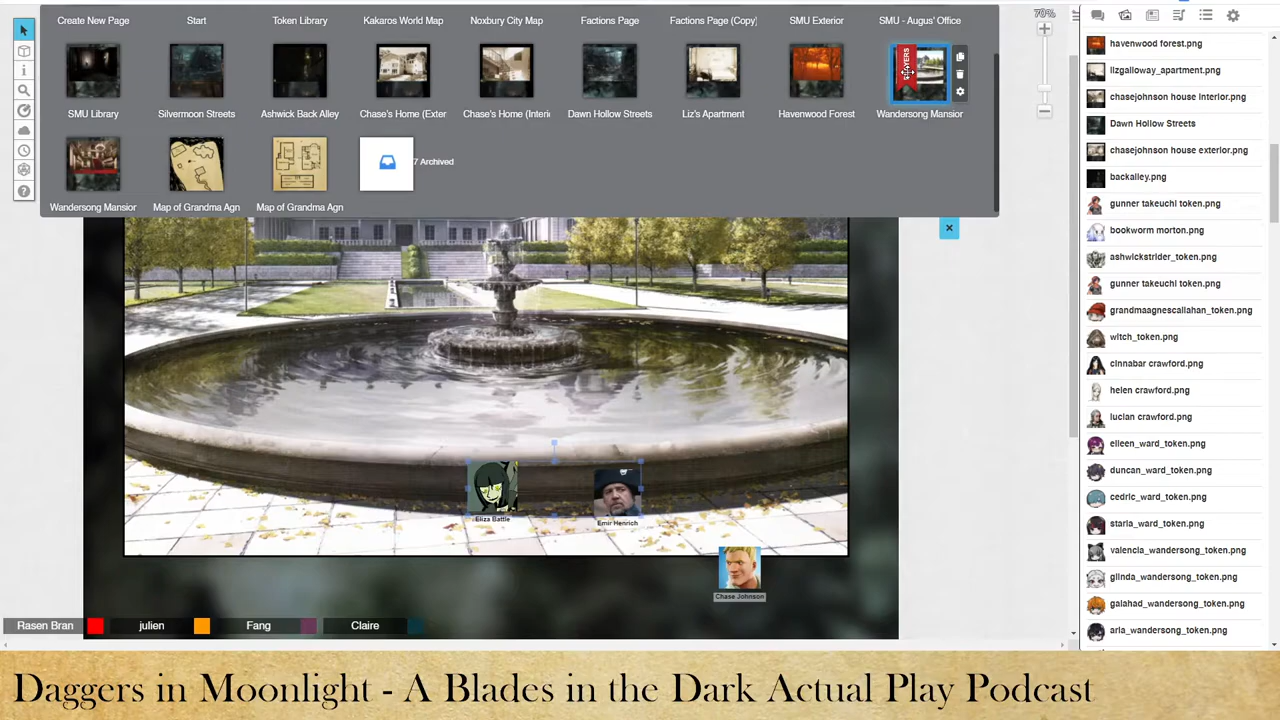 Create New Page
Start
Token Library
Kakaros World Map
Noxbury City Map
Factions Page
Factions Page (Copy)
SMU Exterior
SMU - Augus' Office
70%
PLAYERS
SMU Library
Silvermoon Streets
Ashwick Back Alley
Chase's Home (Exter
Chase's Home (Interi
Dawn Hollow Streets
Liz's Apartment
Havenwood Forest
Wandersong Mansior
7 Archived
Wandersong Mansior
Map of Grandma Agn
Map of Grandma Agn
havenwood forest.png
lizgalloway_apartment.png
chasejohnson house interior.png
Dawn Hollow Streets
chasejohnson house exterior.png
backalley.png
gunner takeuchi token.png
bookworm morton.png
ashwickstrider_token.png
gunner takeuchi token.png
grandmaagnescallahan_token.png
witch_token.png
cinnabar crawford.png
helen crawford.png
lucian crawford.png
eileen_ward_token.png
duncan_ward_token.png
cedric_ward_token.png
starla_ward_token.png
valencia_wandersong_token.png
glinda_wandersong_token.png
galahad_wandersong_token.png
aria_wandersong_token.png
Eliza Battle
Emir Henrich
Chase Johnson
Rasen Bran
julien
Fang
Claire
Daggers in Moonlight - A Blades in the Dark Actual Play Podcast